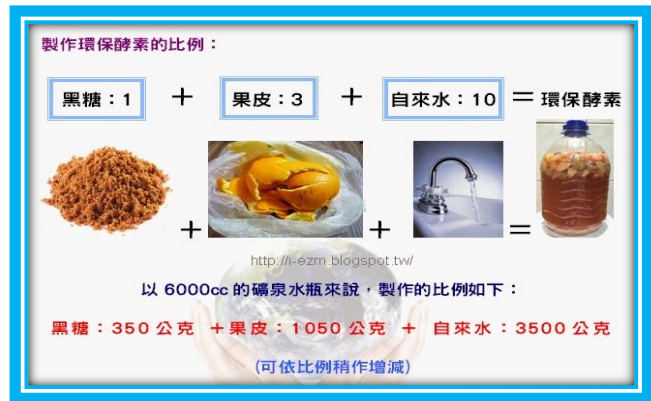 製作環保酵素的比例：
黑糖：1 + 果皮：3 + 自來水：10 = 環保酵素
+ + =
http://i-ezm.blogspot.tw/
以 6000cc 的礦泉水瓶來說，製作的比例如下：
黑糖：350 公克 +果皮：1050 公克 + 自來水：3500 公克
(可依比例稍作增減)